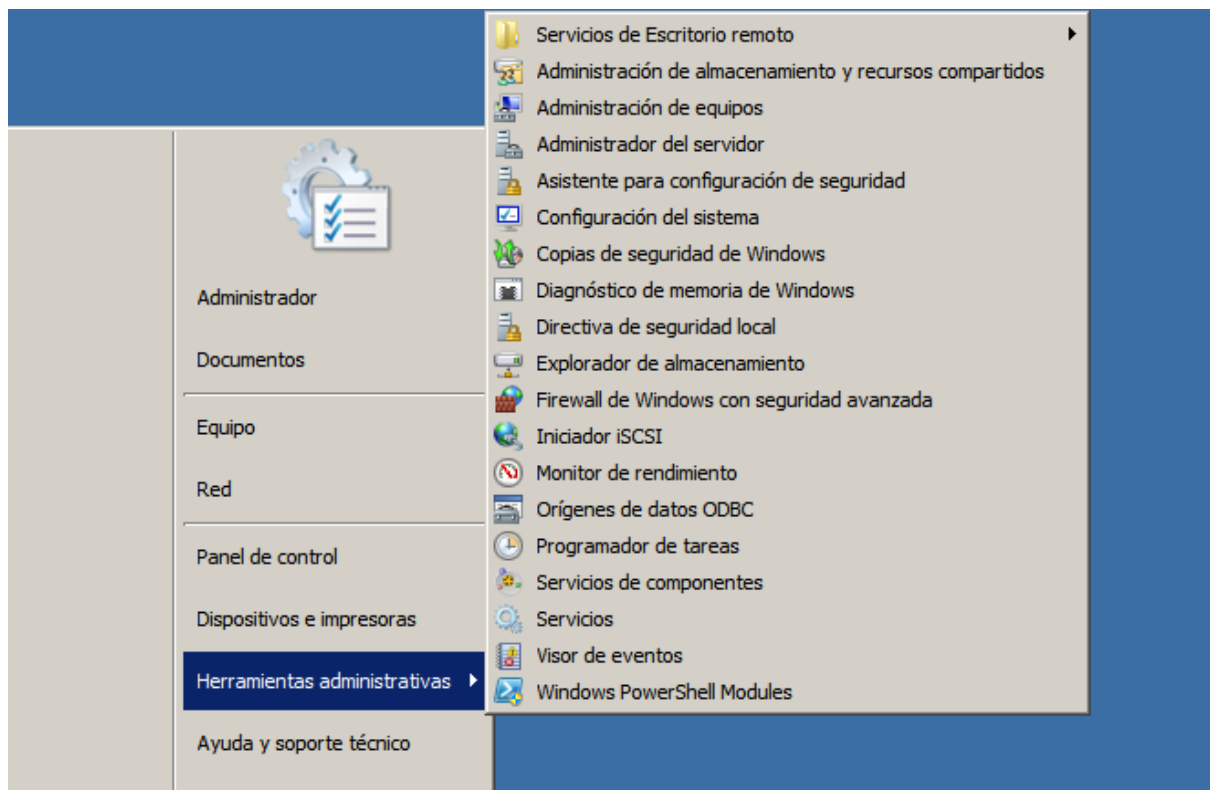 Administrador
Documentos
Equipo
Red
Panel de control
Dispositivos e impresoras
Herramientas administrativas
Ayuda y soporte técnico
Servicios de Escritorio remoto
Administración de almacenamiento y recursos compartidos
Administración de equipos
Administrador del servidor
Asistente para configuración de seguridad
Configuración del sistema
Copias de seguridad de Windows
Diagnóstico de memoria de Windows
Directiva de seguridad local
Explorador de almacenamiento
Firewall de Windows con seguridad avanzada
Iniciador iSCSI
Monitor de rendimiento
Orígenes de datos ODBC
Programador de tareas
Servicios de componentes
Servicios
Visor de eventos
Windows PowerShell Modules